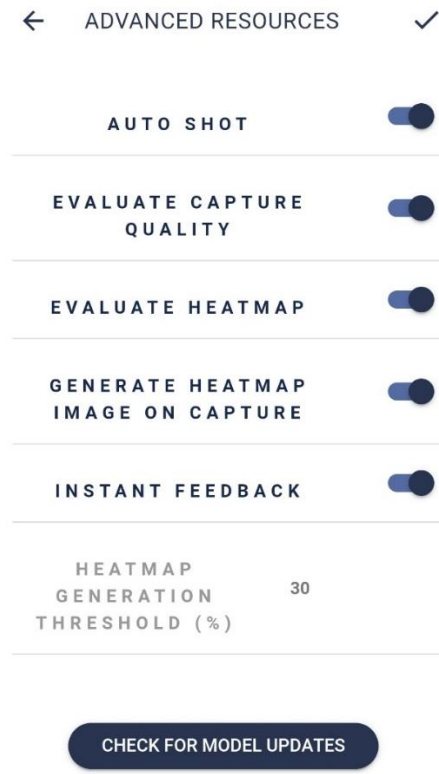 ADVANCED RESOURCES
AUTO SHOT
EVALUATE CAPTURE
QUALITY
EVALUATE HEATMAP
GENERATE HEATMAP
IMAGE ON CAPTURE
INSTANT FEEDBACK
HEATMAP
GENERATION
THRESHOLD (%)
30
CHECK FOR MODEL UPDATES